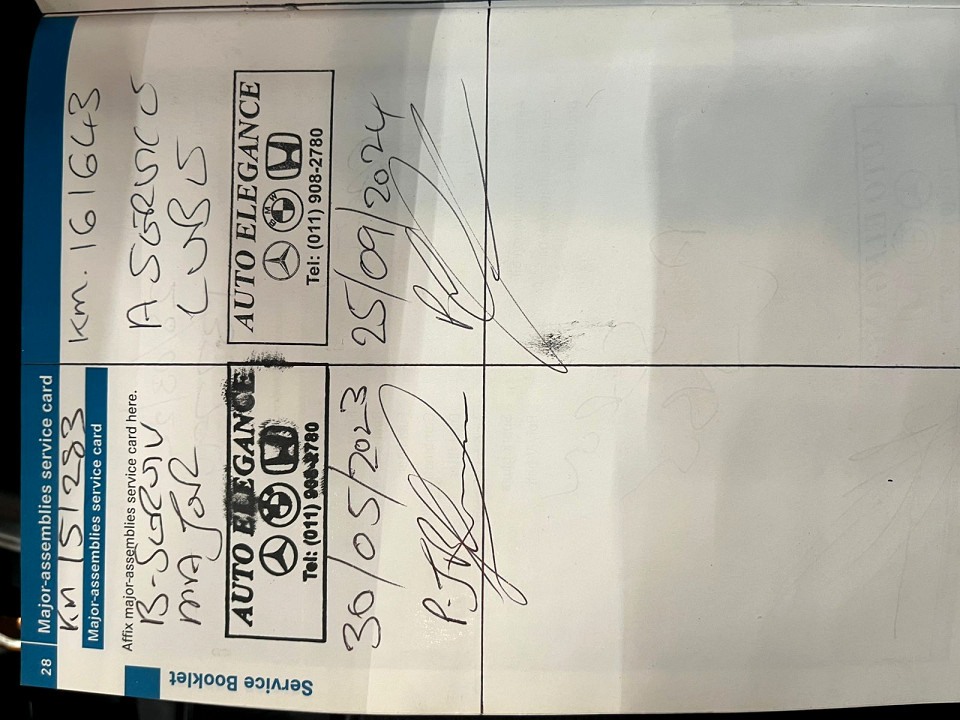 28
Major-assemblies service card
km 151283
Major-assemblies service card
Affix major-assemblies service card here.
B-Service
major
AUTO ELEGANCE
BMW
Tel: (011) 908-2780
30/05/2023
km. 161643
A Service
Lube
AUTO ELEGANCE
BMW
Tel: (011) 908-2780
25/09/2024
Service Booklet